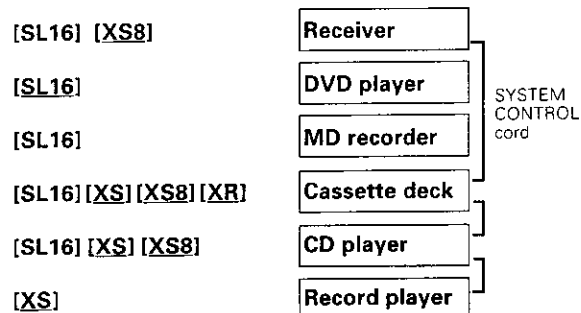 [SL16] [XS8] Receiver
[SL16] DVD player
SYSTEM
CONTROL
cord
[SL16] MD recorder
[SL16] [XS] [XS8] [XR] Cassette deck
[SL16] [XS] [XS8] CD player
[XS] Record player